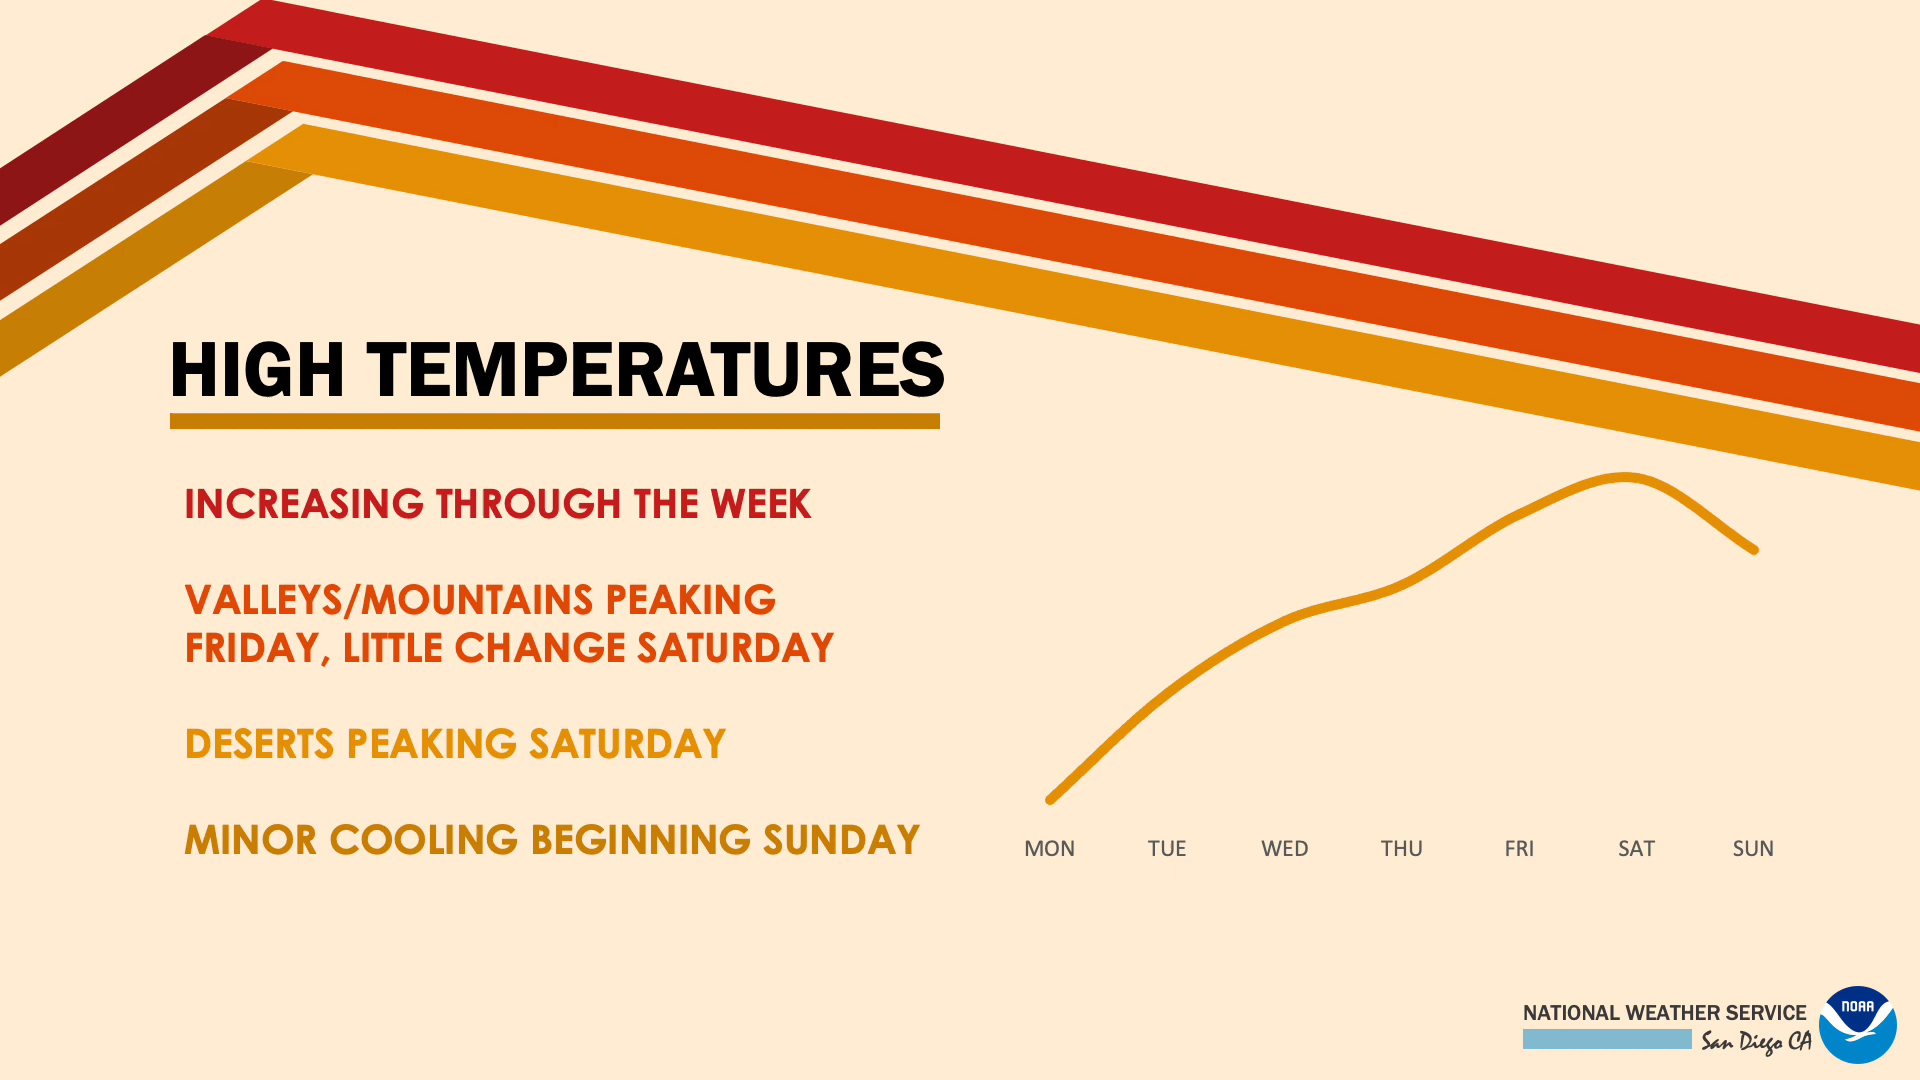 HIGH TEMPERATURES
INCREASING THROUGH THE WEEK
VALLEYS/MOUNTAINS PEAKING
FRIDAY, LITTLE CHANGE SATURDAY
DESERTS PEAKING SATURDAY
MINOR COOLING BEGINNING SUNDAY
MON TUE WED THU FRI SAT SUN
NATIONAL WEATHER SERVICE
San Diego CA
NOAA